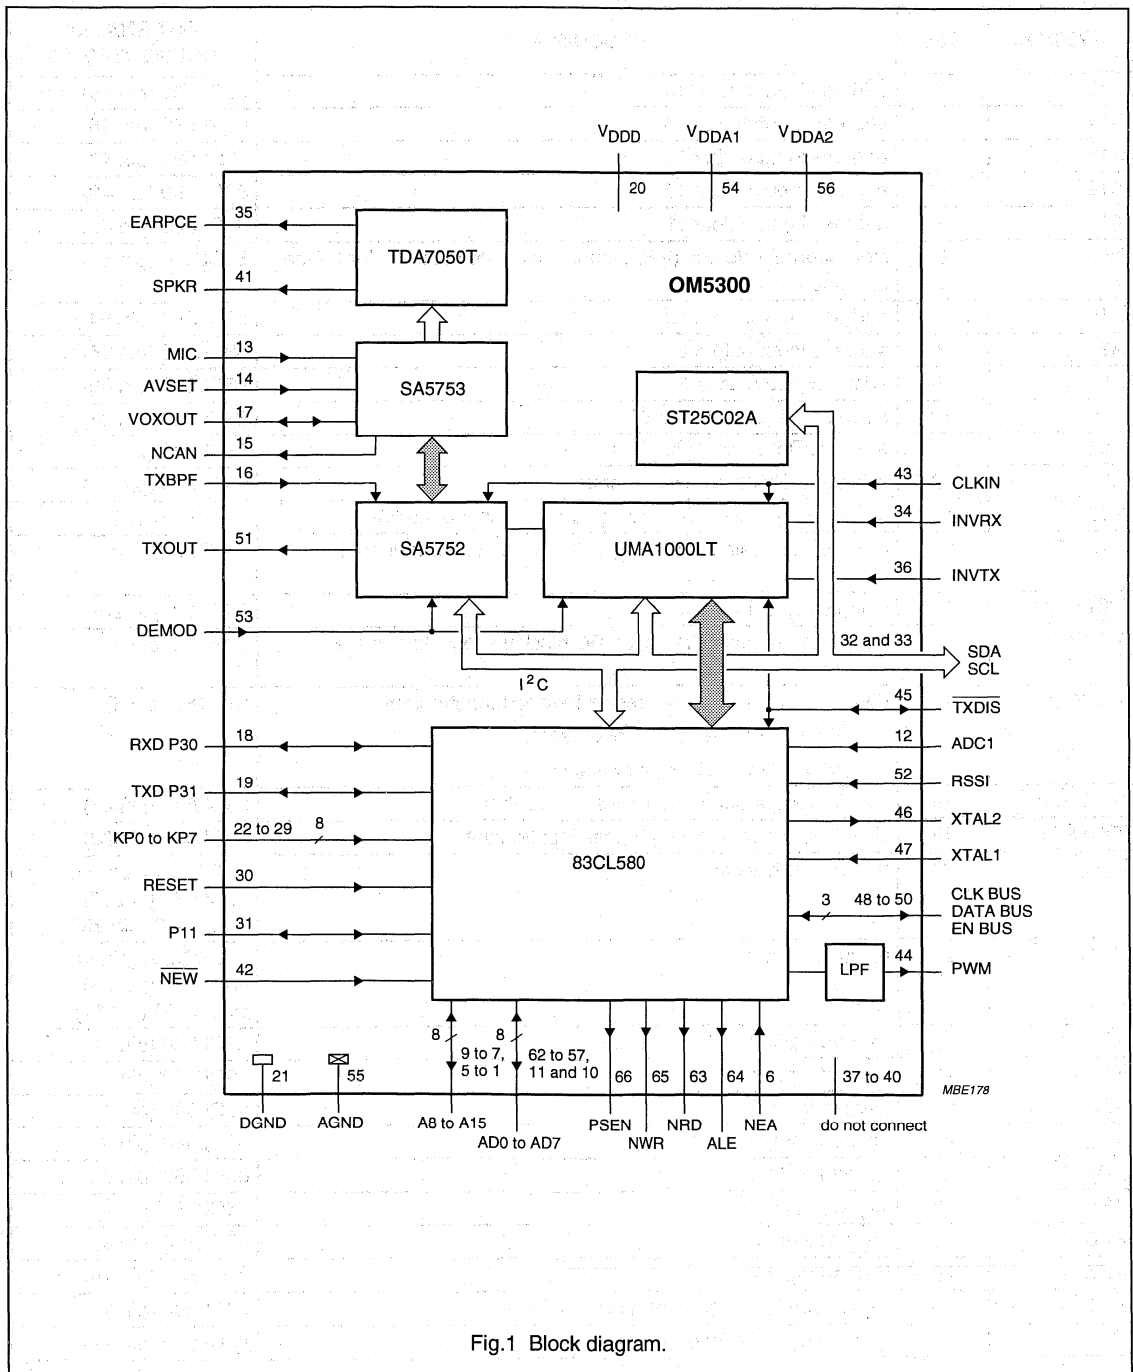 VDDD VDDA1 VDDA2
20 54 56
EARPCE 35
TDA7050T
OM5300
SPKR 41
MIC 13
AVSET 14
SA5753
VOXOUT 17
ST25C02A
NCAN 15
TXBPF 16
43 CLKIN
34 INVRX
TXOUT 51
SA5752
UMA1000LT
36 INVTX
DEMOD 53
32 and 33 SDA
SCL
I2C
45 TXDIS
RXD P30 18
12 ADC1
TXD P31 19
52 RSSI
46 XTAL2
KP0 to KP7 22 to 29 8
83CL580
47 XTAL1
RESET 30
CLK BUS
3 48 to 50 DATA BUS
EN BUS
P11 31
NEW 42
LPF 44 PWM
8 9 to 7,
5 to 1
8 62 to 57,
11 and 10
21 55 66 65 63 64 6 37 to 40
MBE178
DGND AGND A8 to A15 PSEN NRD NEA do not connect
AD0 to AD7 NWR ALE
Fig.1 Block diagram.